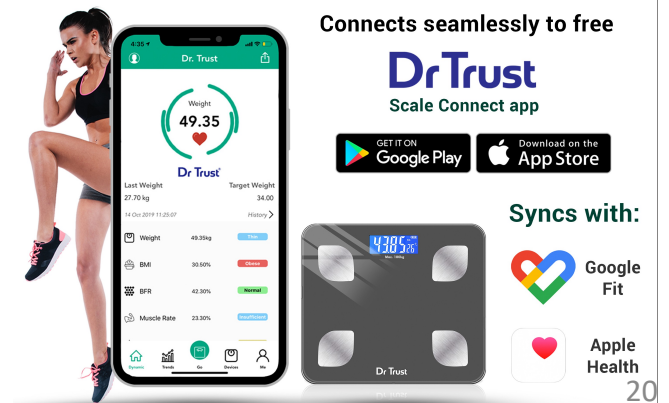 Connects seamlessly to free
Dr Trust
Scale Connect app
GET IT ON
Google Play
Download on the
App Store
Syncs with:
Google
Fit
Apple
Health
4:35
Dr. Trust
Weight
49.35
Dr Trust
Last Weight Target Weight
27.70 kg 34.00
14 Oct 2019 11:25:07 History
Weight 49.35kg Thin
BMI 30.50% Obese
BFR 42.30% Normal
Muscle Rate 23.30% Insufficient
Dynamic Trends Go Devices Me
43.85
Dr Trust
20